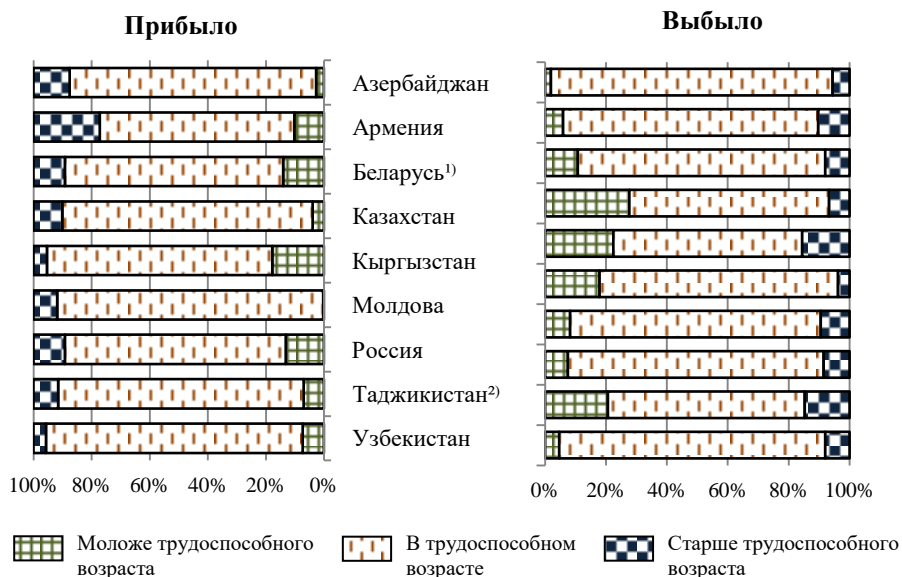 Прибыло
Выбыло
Азербайджан
Армения
Беларусь¹⁾
Казахстан
Кыргызстан
Молдова
Россия
Таджикистан²⁾
Узбекистан
100% 80% 60% 40% 20% 0%
0% 20% 40% 60% 80% 100%
Моложе трудоспособного
возраста
В трудоспособном
возрасте
Старше трудоспособного
возраста